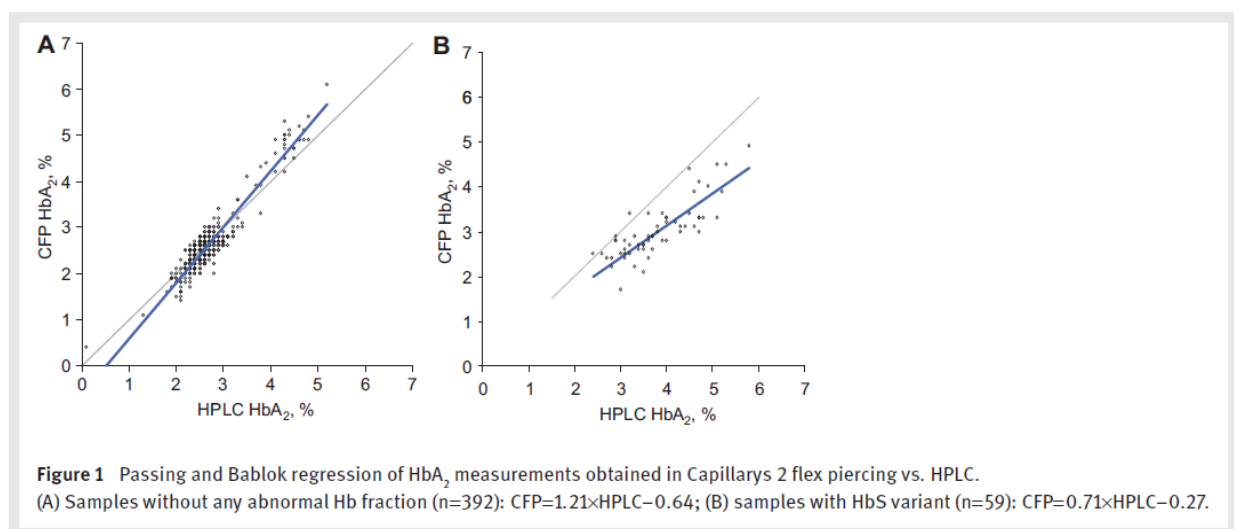 A
7
6
5
4
3
2
1
0
CFP HbA₂, %
0 1 2 3 4 5 6 7
HPLC HbA₂, %
B
7
6
5
4
3
2
1
0
CFP HbA₂, %
0 1 2 3 4 5 6 7
HPLC HbA₂, %
Figure 1 Passing and Bablok regression of HbA₂ measurements obtained in Capillarys 2 flex piercing vs. HPLC.
(A) Samples without any abnormal Hb fraction (n=392): CFP=1.21×HPLC–0.64; (B) samples with HbS variant (n=59): CFP=0.71×HPLC–0.27.